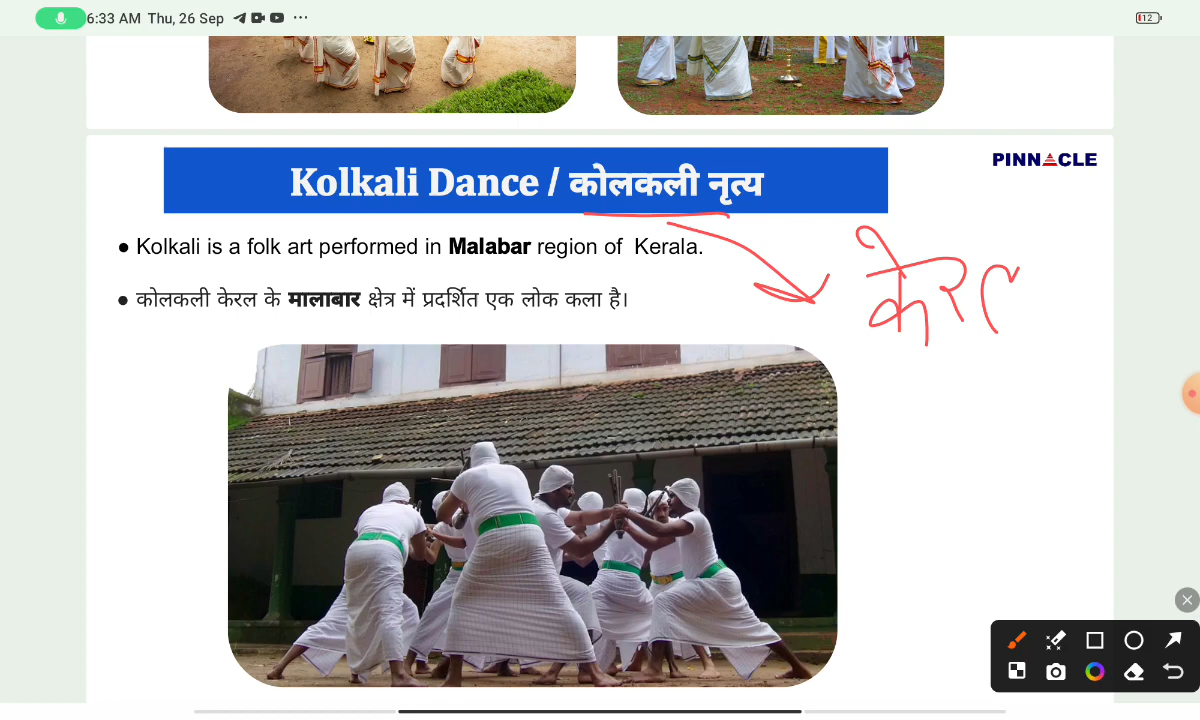 6:33 AM Thu, 26 Sep
12
PINNACLE
Kolkali Dance / कोलकली नृत्य
● Kolkali is a folk art performed in Malabar region of Kerala.
● कोलकली केरल के मालाबार क्षेत्र में प्रदर्शित एक लोक कला है।